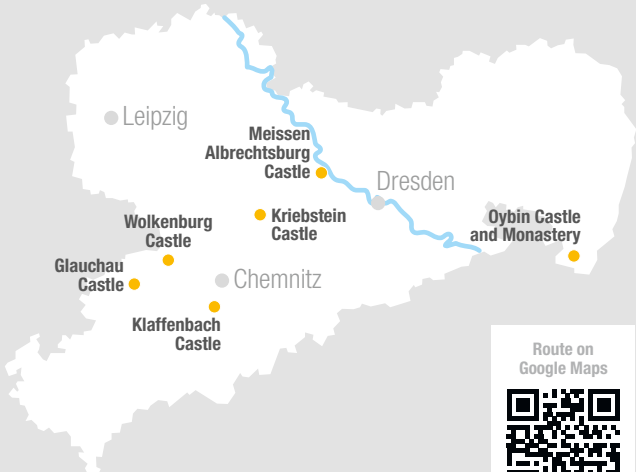 Leipzig
Meissen
Albrechtsburg
Castle
Dresden
Kriebstein
Castle
Oybin Castle
and Monastery
Wolkenburg
Castle
Glauchau
Castle
Chemnitz
Klaffenbach
Castle
Route on
Google Maps